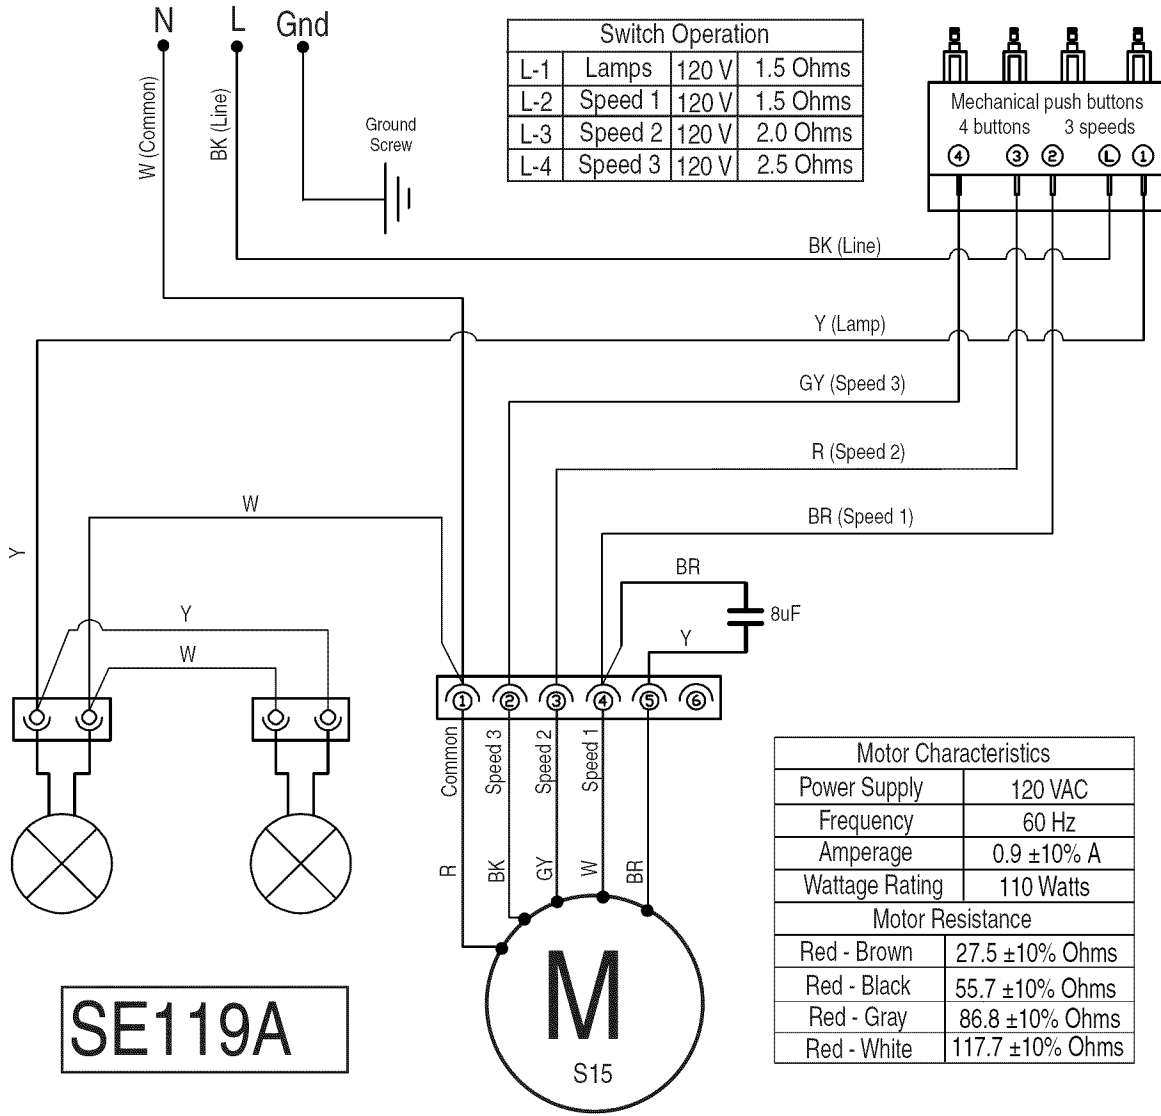 N L Gnd
W (Common)
BK (Line)
Ground
Screw
Switch Operation
L-1 Lamps 120 V 1.5 Ohms
L-2 Speed 1 120 V 1.5 Ohms
L-3 Speed 2 120 V 2.0 Ohms
L-4 Speed 3 120 V 2.5 Ohms
Mechanical push buttons
4 buttons 3 speeds
4 3 2 L 1
BK (Line)
Y (Lamp)
GY (Speed 3)
R (Speed 2)
BR (Speed 1)
W
Y
Y
W
BR
8uF
Y
1 2 3 4 5 6
Common
Speed 3
Speed 2
Speed 1
R
BK
GY
W
BR
M
S15
SE119A
Motor Characteristics
Power Supply 120 VAC
Frequency 60 Hz
Amperage 0.9 ±10% A
Wattage Rating 110 Watts
Motor Resistance
Red - Brown 27.5 ±10% Ohms
Red - Black 55.7 ±10% Ohms
Red - Gray 86.8 ±10% Ohms
Red - White 117.7 ±10% Ohms